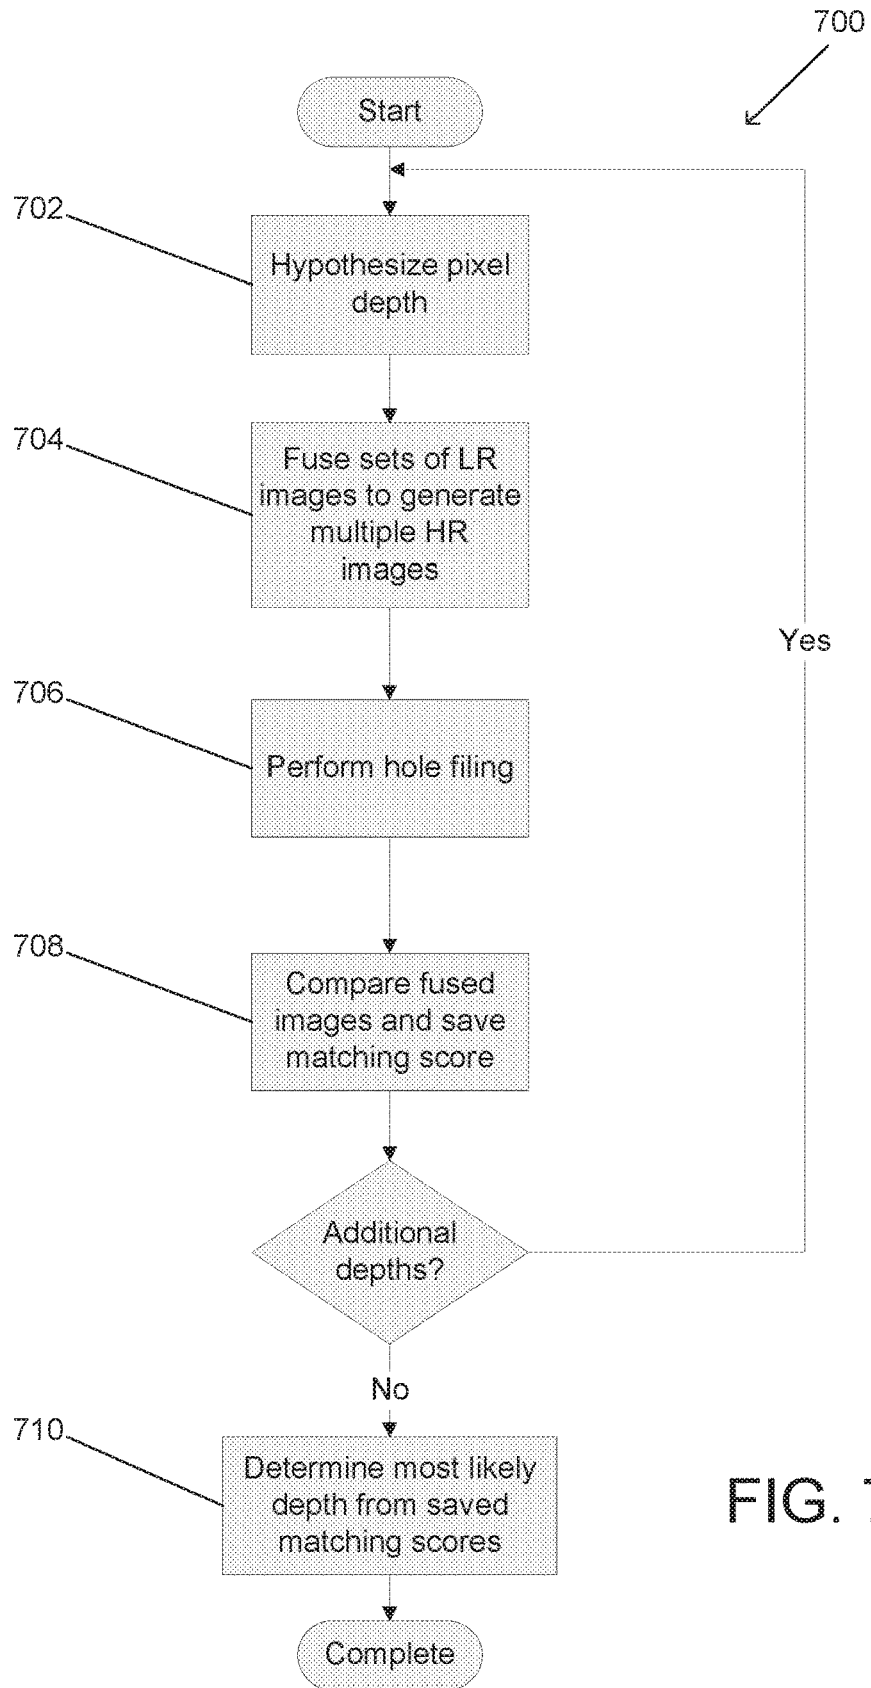 700
Start
702
Hypothesize pixel
depth
704
Fuse sets of LR
images to generate
multiple HR
images
Yes
706
Perform hole filing
708
Compare fused
images and save
matching score
Additional
depths?
No
710
Determine most likely
depth from saved
matching scores
FIG.
Complete